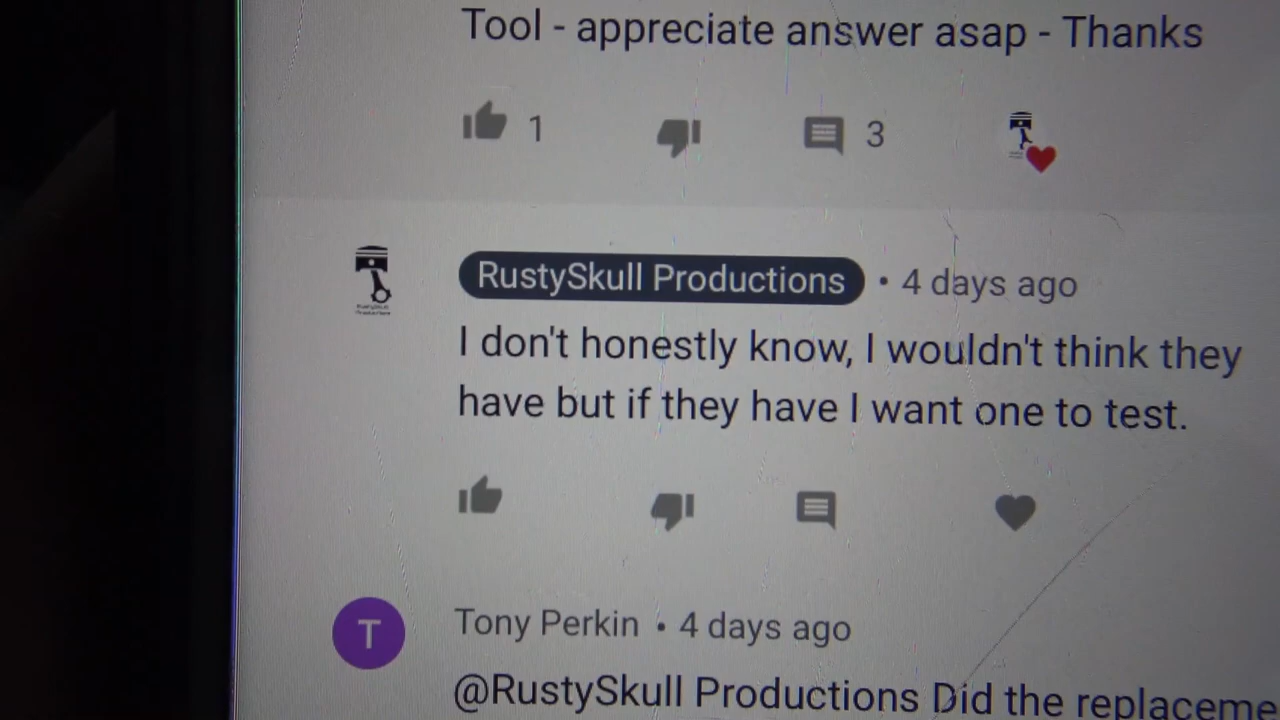 Tool - appreciate answer asap - Thanks
1 3
RustySkull Productions • 4 days ago
I don't honestly know, I wouldn't think they
have but if they have I want one to test.
T
Tony Perkin • 4 days ago
@RustySkull Productions Did the replaceme